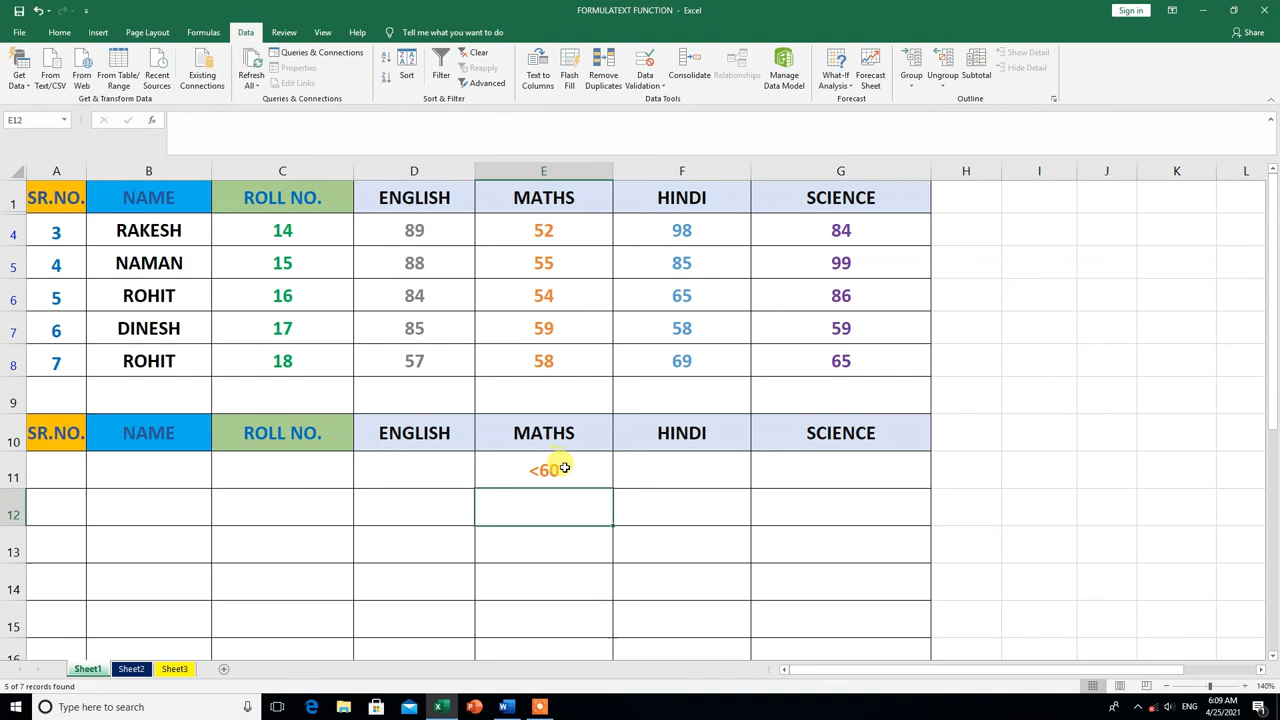 FORMULATEXT FUNCTION - Excel
Sign in
File Home Insert Page Layout Formulas Data Review View Help Tell me what you want to do Share
Get Data From Text/CSV From Web From Table/Range Recent Sources Existing Connections
Refresh All Queries & Connections Properties Edit Links
Sort Filter Clear Reapply Advanced
Text to Columns Flash Fill Remove Duplicates Data Validation Consolidate Relationships Manage Data Model
What-If Analysis Forecast Sheet Group Ungroup Subtotal Show Detail Hide Detail
Get & Transform Data Queries & Connections Sort & Filter Data Tools Forecast Outline
E12 fx
A B C D E F G H I J K L
1 SR.NO. NAME ROLL NO. ENGLISH MATHS HINDI SCIENCE
4 3 RAKESH 14 89 52 98 84
5 4 NAMAN 15 88 55 85 99
6 5 ROHIT 16 84 54 65 86
7 6 DINESH 17 85 59 58 59
8 7 ROHIT 18 57 58 69 65
9
10 SR.NO. NAME ROLL NO. ENGLISH MATHS HINDI SCIENCE
11 <60
12
13
14
15
16
Sheet1 Sheet2 Sheet3
5 of 7 records found 140%
Type here to search
6:09 AM
4/25/2021